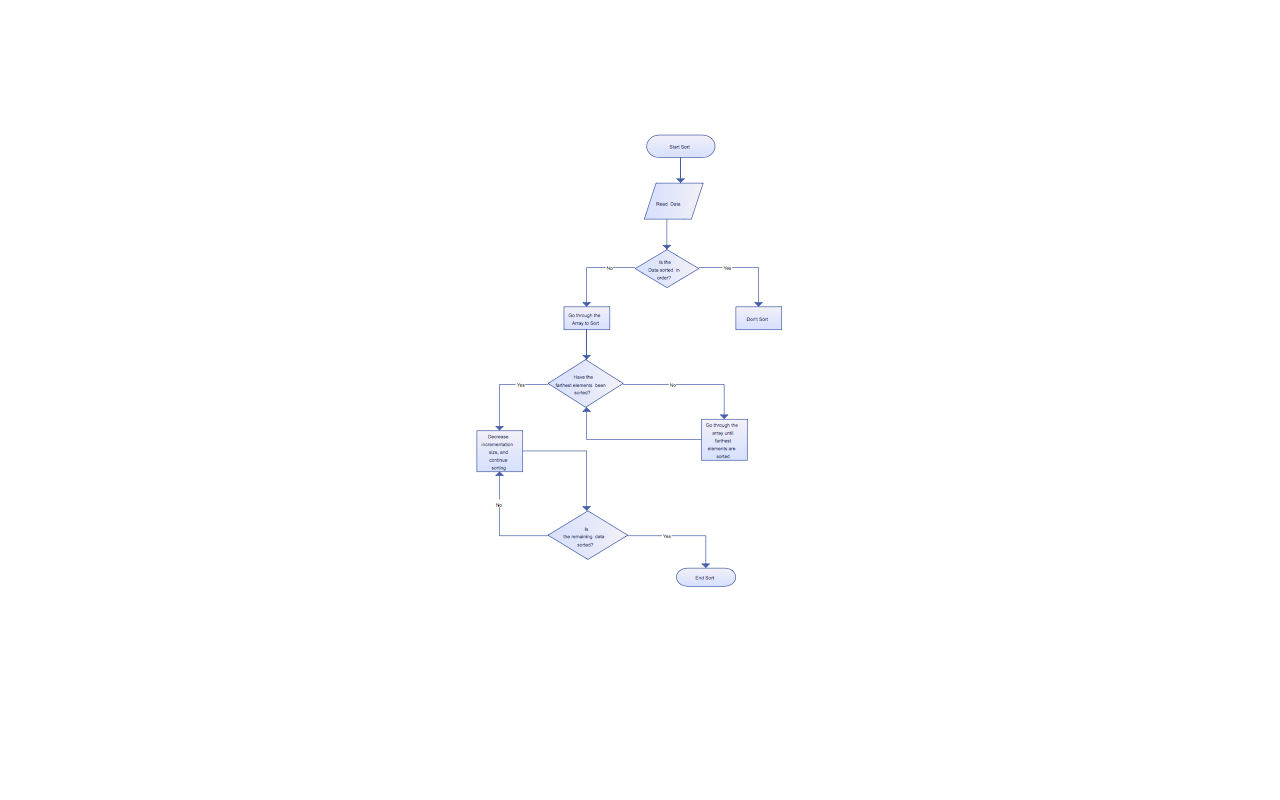 Start Sort
Read Data
Is the
Data sorted in
order?
No
Yes
Go through the
Array to Sort
Don't Sort
Have the
farthest elements been
sorted?
Yes
No
Go through the
array until
farthest
elements are
sorted
Decrease
incrementation
size, and
continue
sorting
No
Is
the remaining data
sorted?
Yes
End Sort